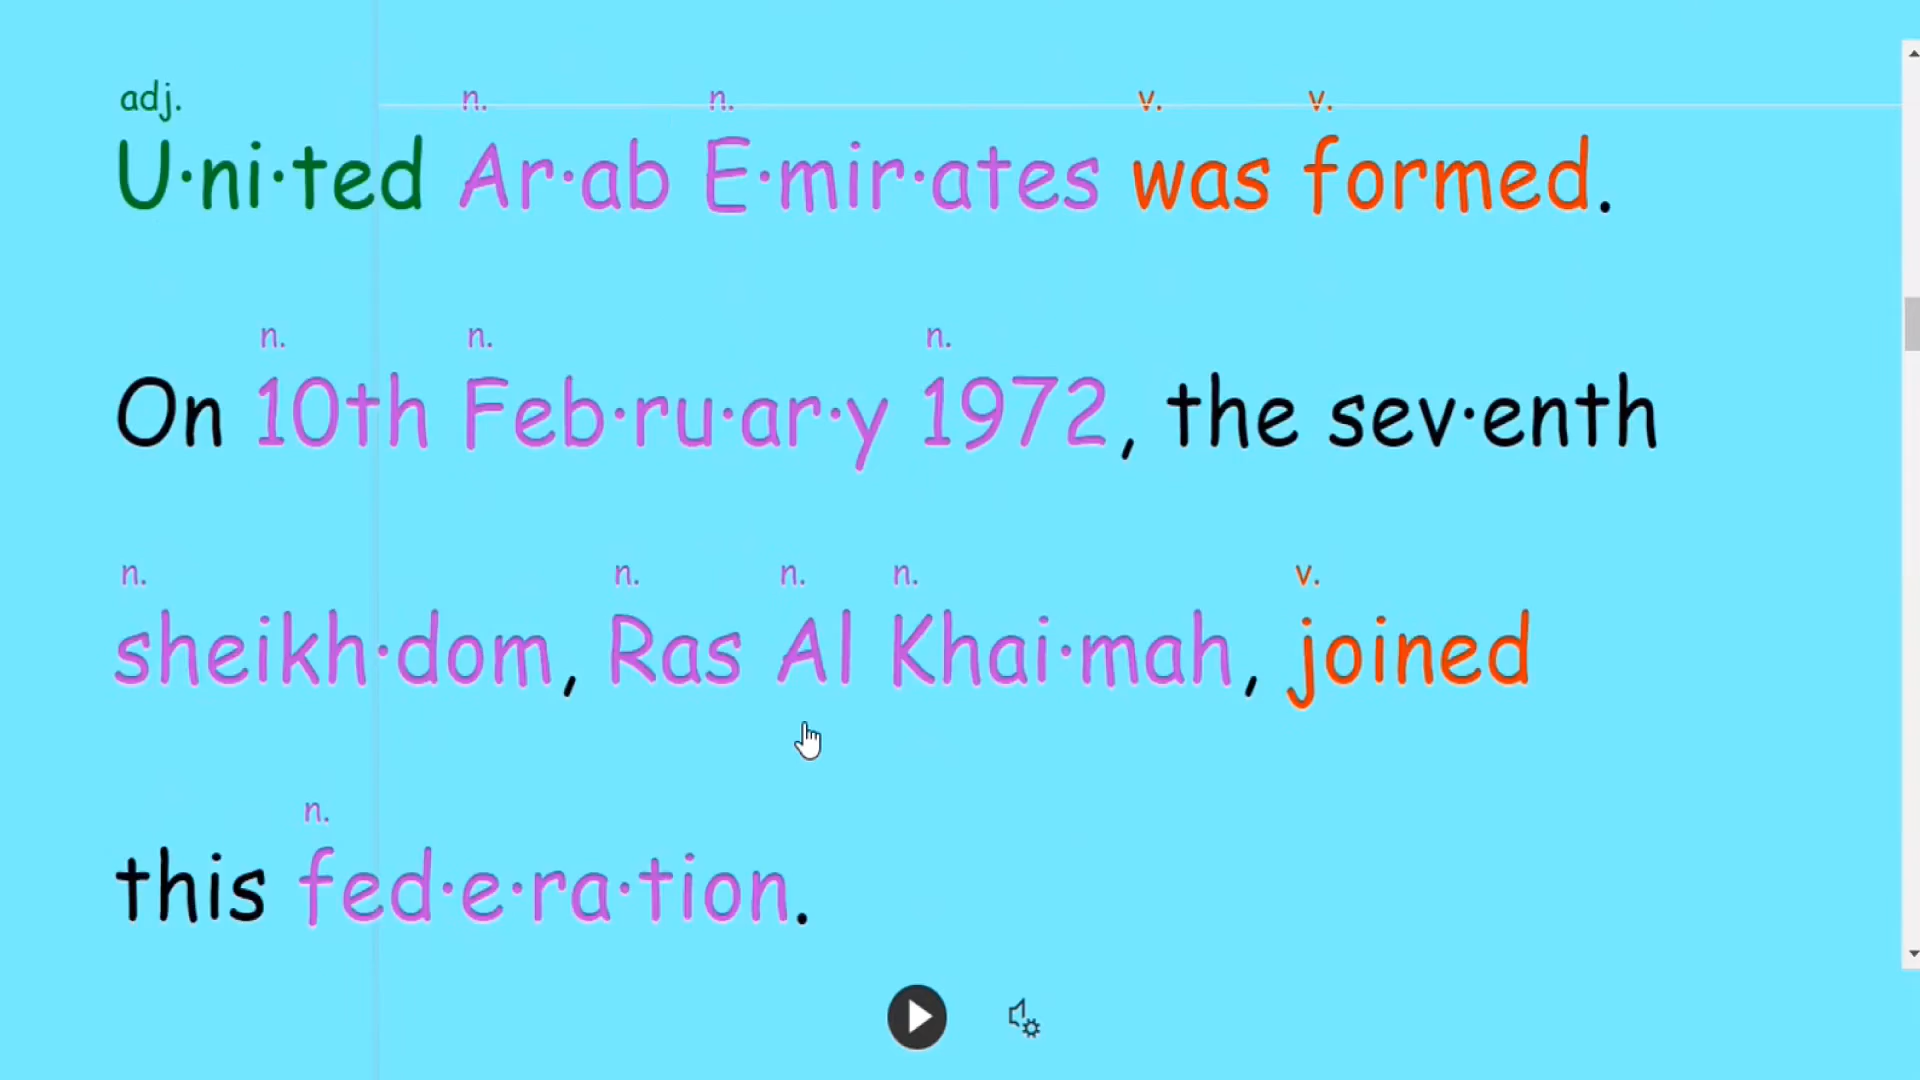 adj. n. n. v. v.
U·ni·ted Ar·ab E·mir·ates was formed.
n. n. n.
On 10th Feb·ru·ar·y 1972, the sev·enth
n. n. n. n. v.
sheikh·dom, Ras Al Khai·mah, joined
n.
this fed·e·ra·tion.